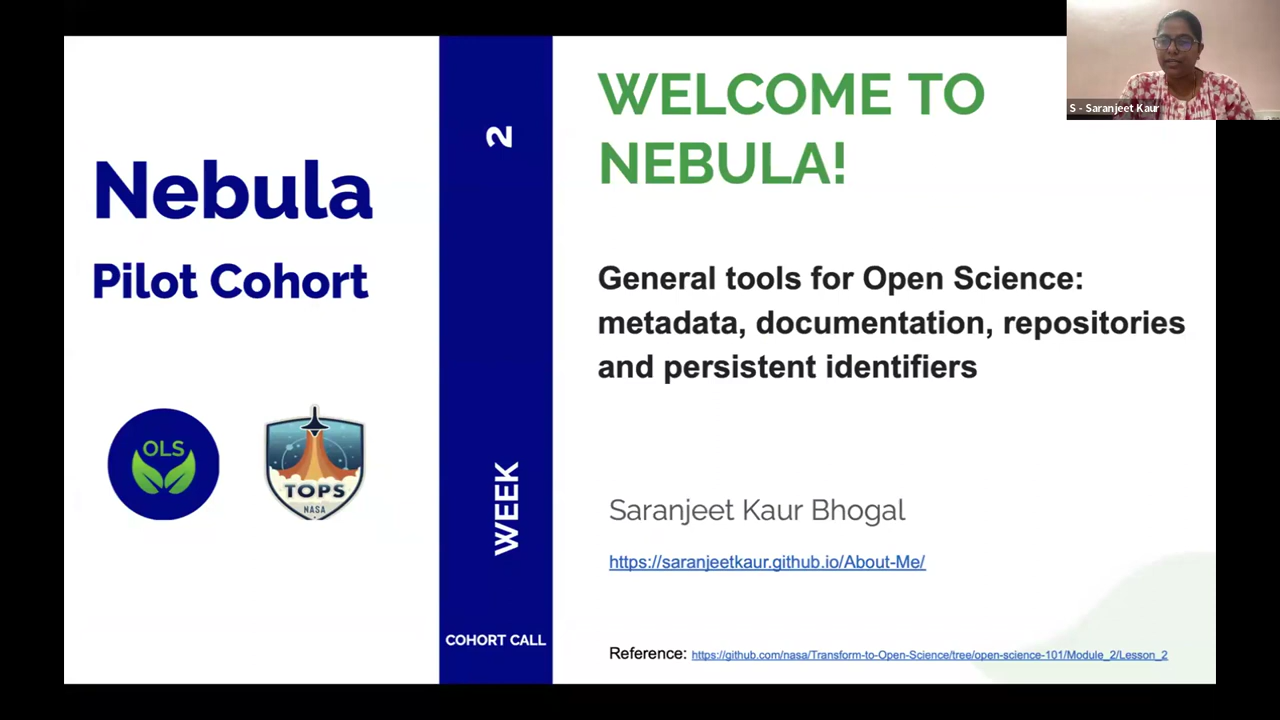 S - Saranjeet Kaur
Nebula
Pilot Cohort
OLS
TOPS
NASA
2
WEEK
COHORT CALL
WELCOME TO
NEBULA!
General tools for Open Science:
metadata, documentation, repositories
and persistent identifiers
Saranjeet Kaur Bhogal
https://saranjeetkaur.github.io/About-Me/
Reference: https://github.com/nasa/Transform-to-Open-Science/tree/open-science-101/Module_2/Lesson_2